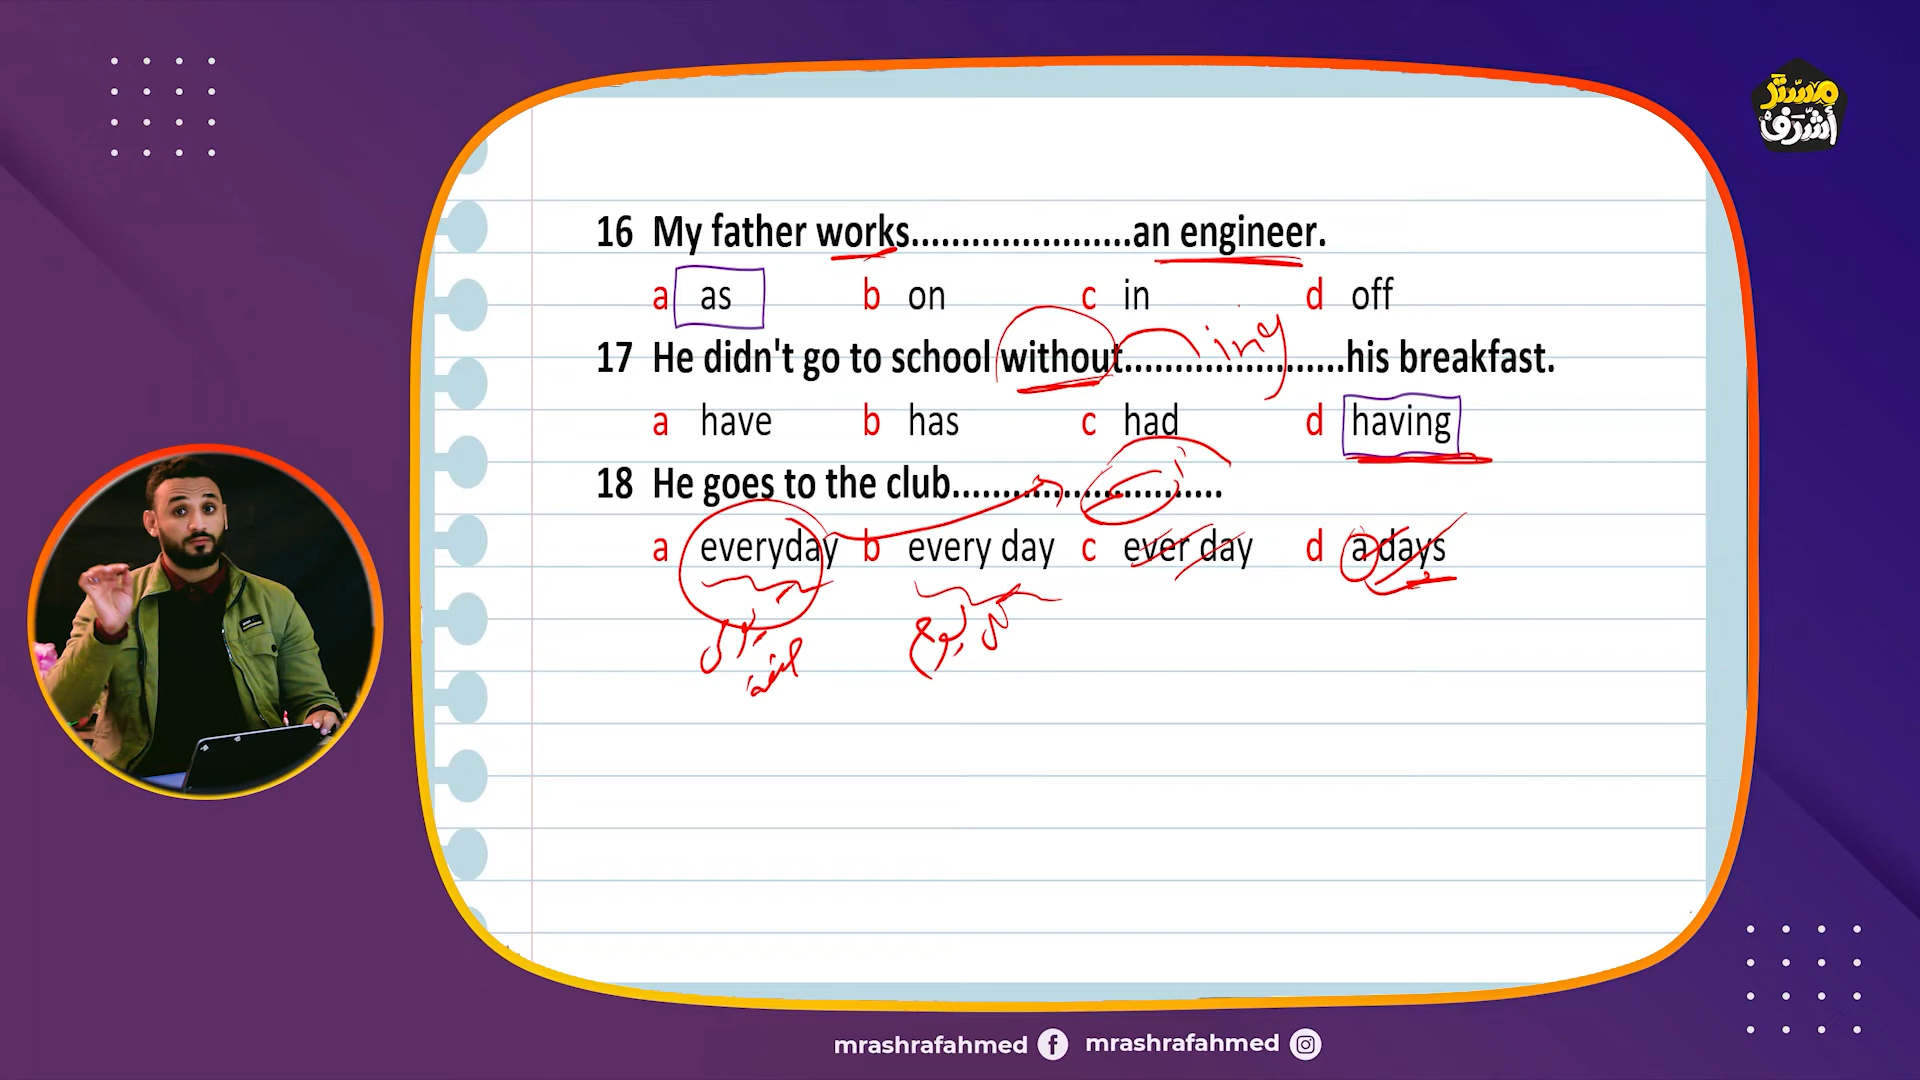 مستر
أشرف
16 My father works......................an engineer.
a as b on c in d off
17 He didn't go to school without......................his breakfast.
ing
a have b has c had d having
18 He goes to the club...........................
a everyday b every day c ever day d a days
كل يوم
mrashrafahmed mrashrafahmed